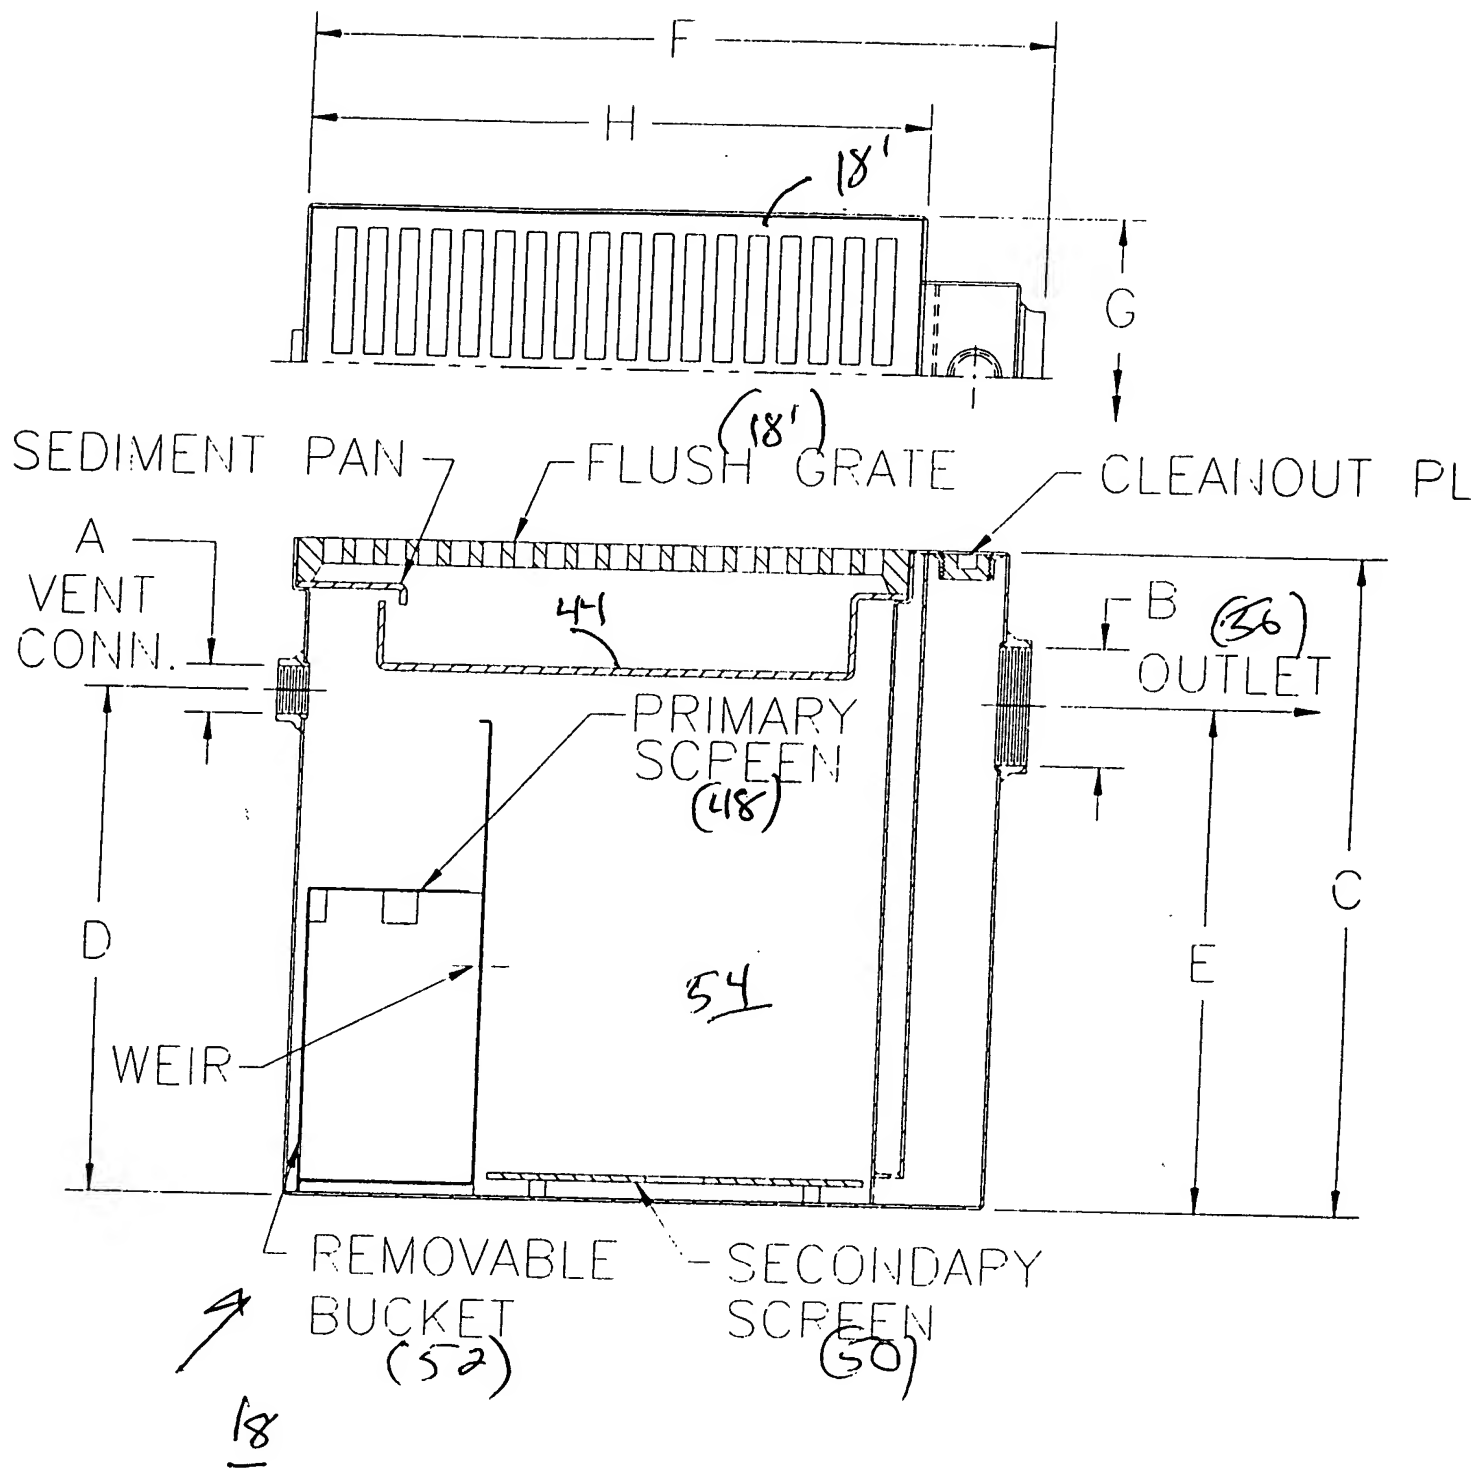 F
H
18'
G
(18')
SEDIMENT PAN
FLUSH GRATE
CLEANOUT PL
A
VENT
CONN.
B
(56)
OUTLET
44
PRIMARY
SCREEN
(48)
C
D
E
54
WEIR
REMOVABLE
BUCKET
(52)
SECONDARY
SCREEN
(50)
18